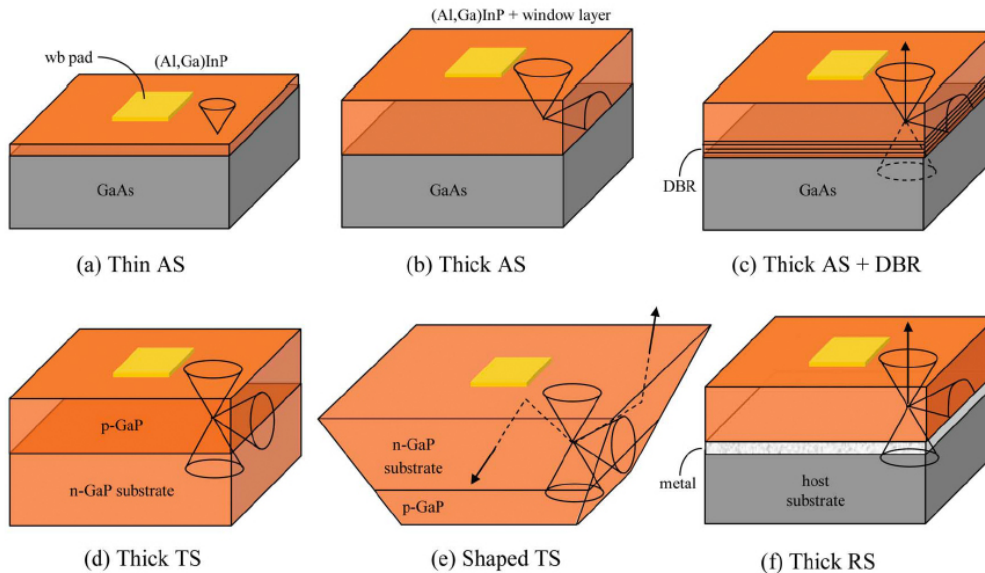 wb pad
(Al,Ga)InP
GaAs
(a) Thin AS
(Al,Ga)InP + window layer
GaAs
(b) Thick AS
DBR
GaAs
(c) Thick AS + DBR
p-GaP
n-GaP substrate
(d) Thick TS
n-GaP
substrate
p-GaP
(e) Shaped TS
metal
host
substrate
(f) Thick RS